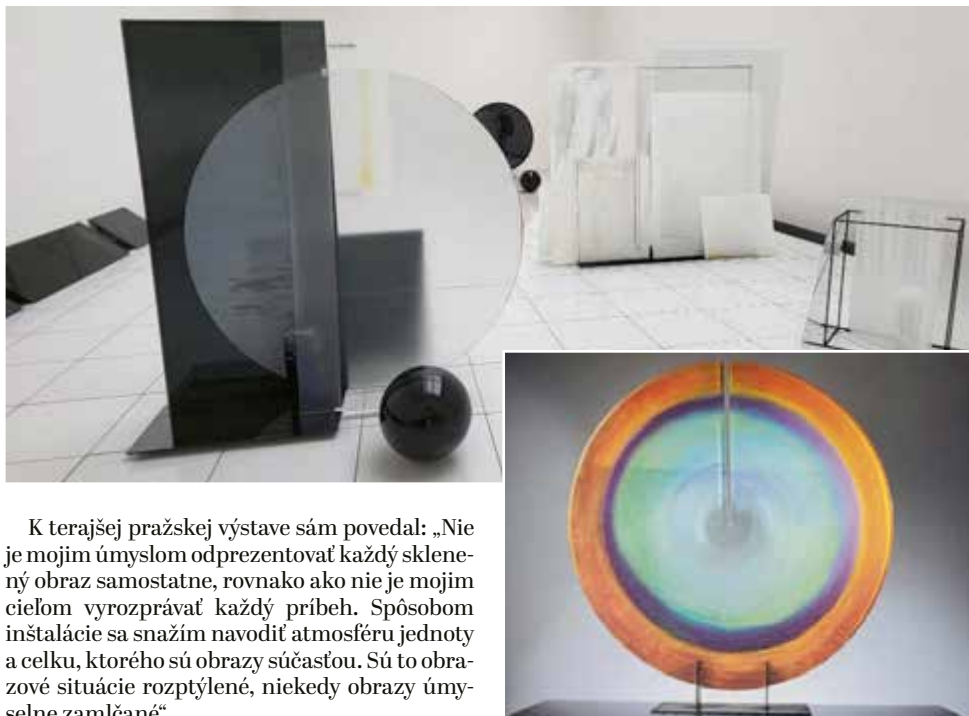 K terajšej pražskej výstave sám povedal: „Nie
je mojim úmyslom odprezentovať každý sklene-
ný obraz samostatne, rovnako ako nie je mojim
cieľom vyrozprávať každý príbeh. Spôsobom
inštalácie sa snažím navodiť atmosféru jednoty
a celku, ktorého sú obrazy súčasťou. Sú to obra-
zové situácie rozptýlené, niekedy obrazy úmy-
selne zamlčané“.